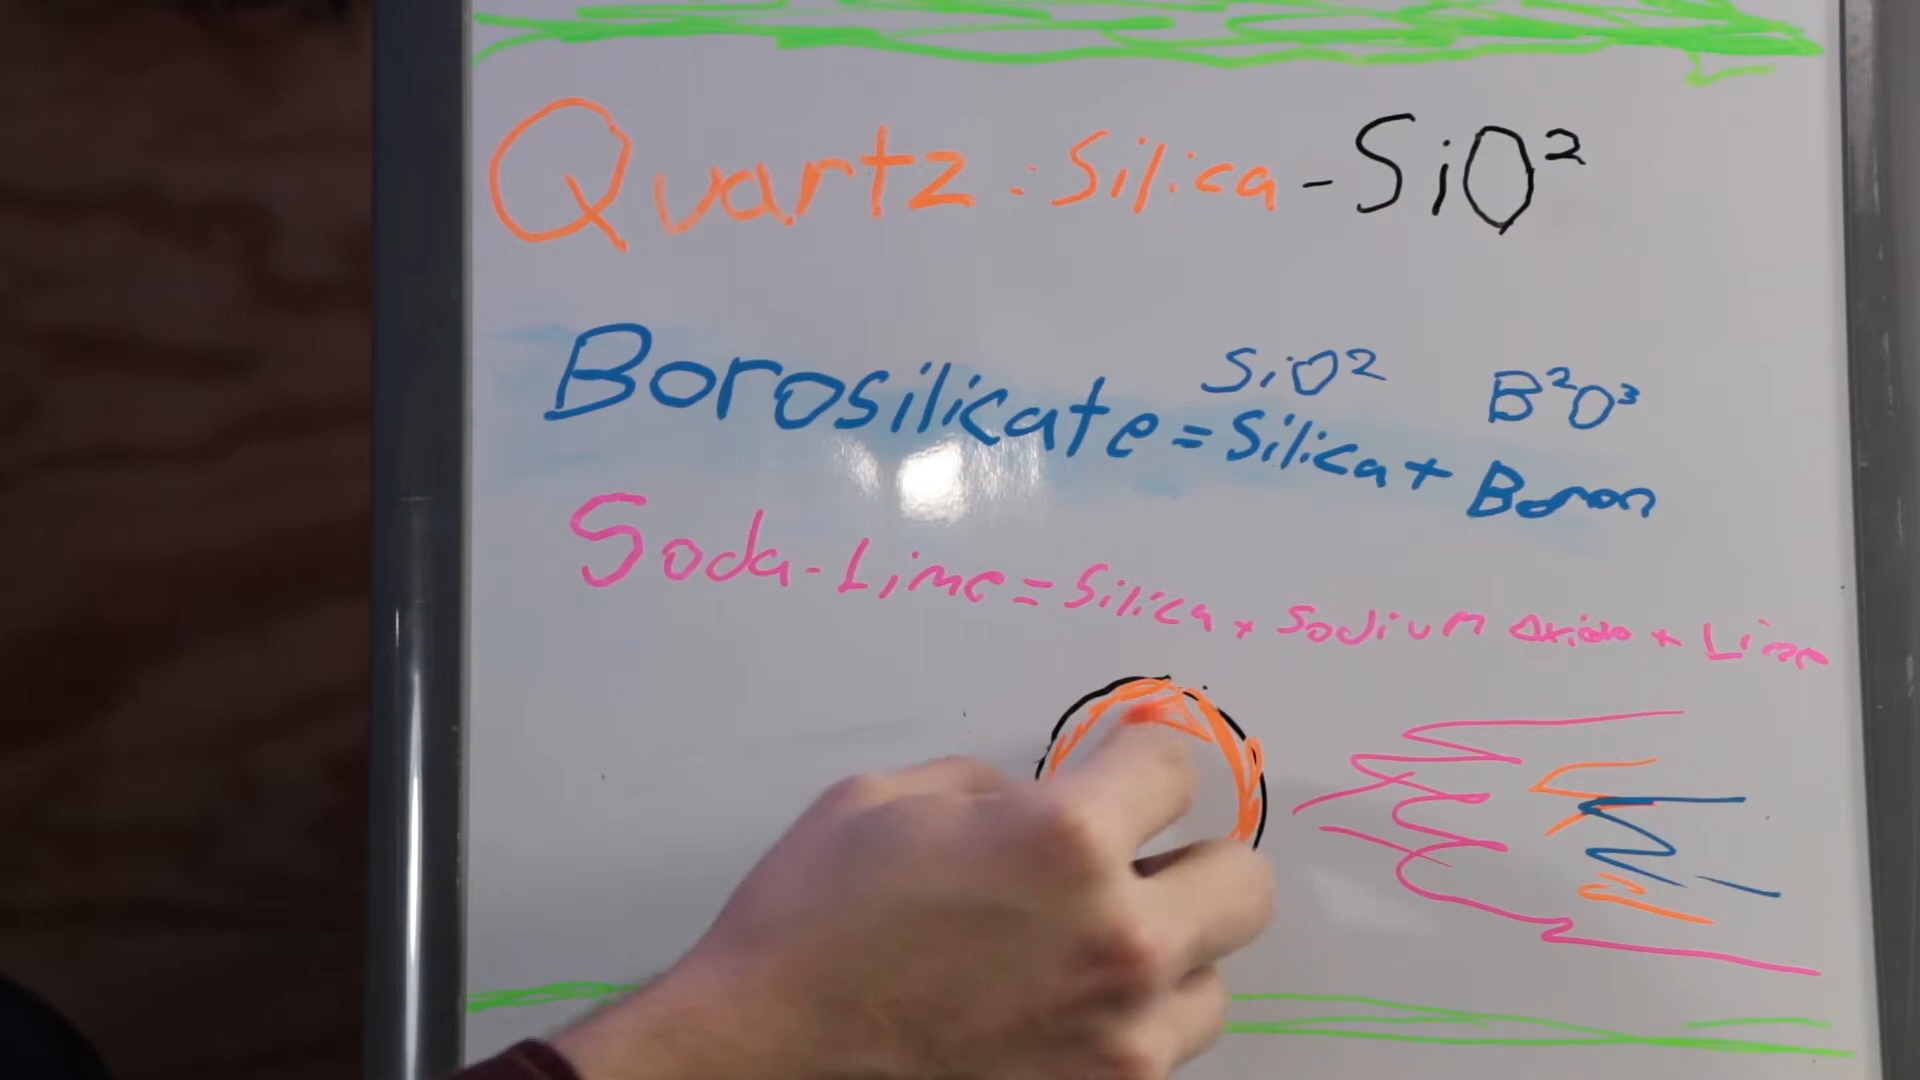 Quartz = Silica - SiO²
SiO² B²O³
Borosilicate = Silica + Boron
Soda-Lime = Silica + Sodium Oxide + Lime